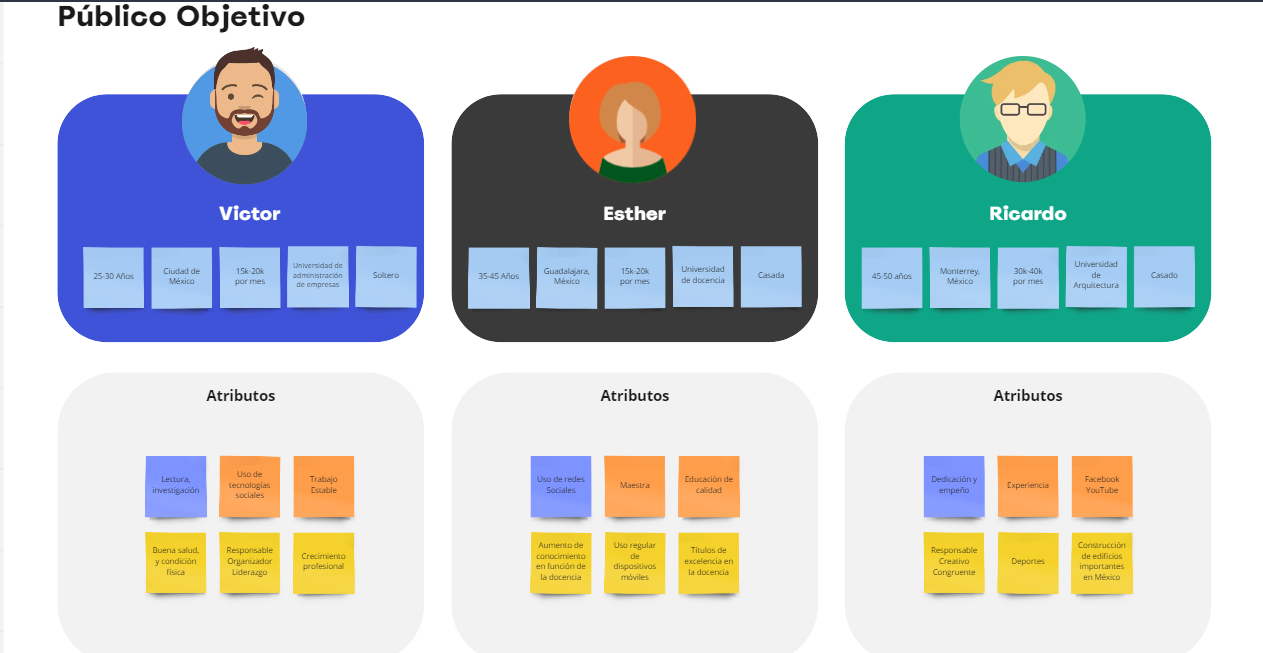 Público Objetivo
Victor
25-30 Años
Ciudad de
México
15k-20k
por mes
Universidad de
administración
de empresas
Soltero
Esther
35-45 Años
Guadalajara,
México
15k-20k
por mes
Universidad
de docencia
Casada
Ricardo
45-50 años
Monterrey,
México
30k-40k
por mes
Universidad
de
Arquitectura
Casado
Atributos
Lectura,
investigación
Uso de
tecnologías
sociales
Trabajo
Estable
Buena salud,
y condición
física
Responsable
Organizador
Liderazgo
Crecimiento
profesional
Atributos
Uso de redes
Sociales
Maestra
Educación de
calidad
Aumento de
conocimiento
en función de
la docencia
Uso regular
de
dispositivos
móviles
Títulos de
excelencia en
la docencia
Atributos
Dedicación y
empeño
Experiencia
Facebook
YouTube
Responsable
Creativo
Congruente
Deportes
Construcción
de edificios
importantes
en México